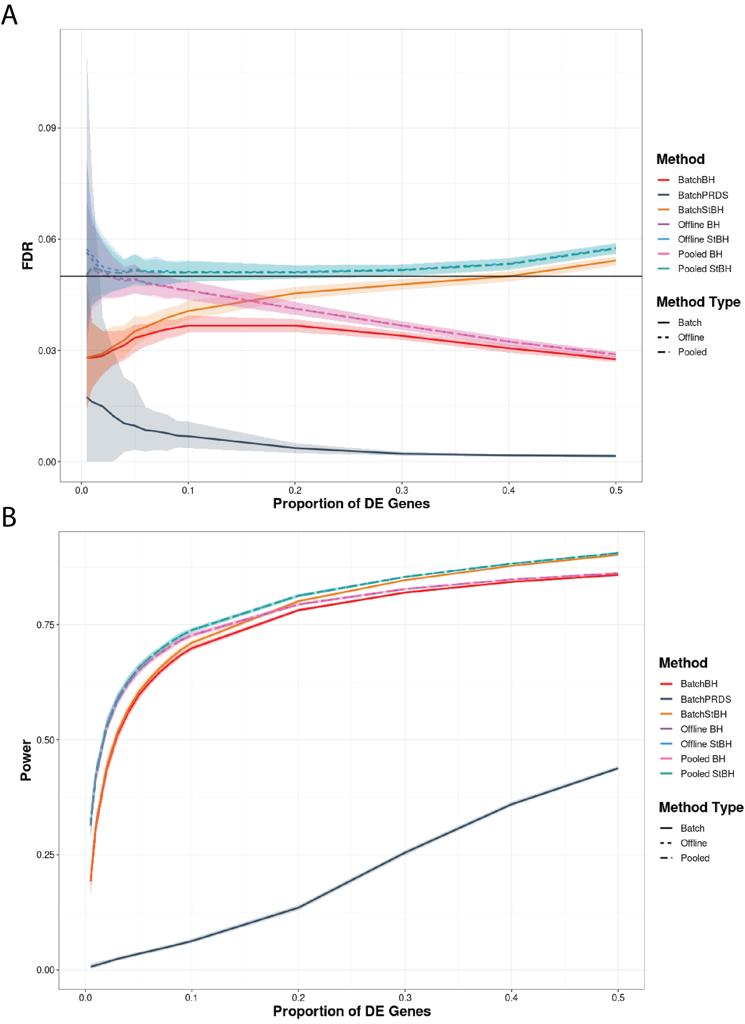 A
FDR
0.09
0.06
0.03
0.00
0.0 0.1 0.2 0.3 0.4 0.5
Proportion of DE Genes
Method
BatchBH
BatchPRDS
BatchStBH
Offline BH
Offline StBH
Pooled BH
Pooled StBH
Method Type
Batch
Offline
Pooled
B
Power
0.75
0.50
0.25
0.00
0.0 0.1 0.2 0.3 0.4 0.5
Proportion of DE Genes
Method
BatchBH
BatchPRDS
BatchStBH
Offline BH
Offline StBH
Pooled BH
Pooled StBH
Method Type
Batch
Offline
Pooled